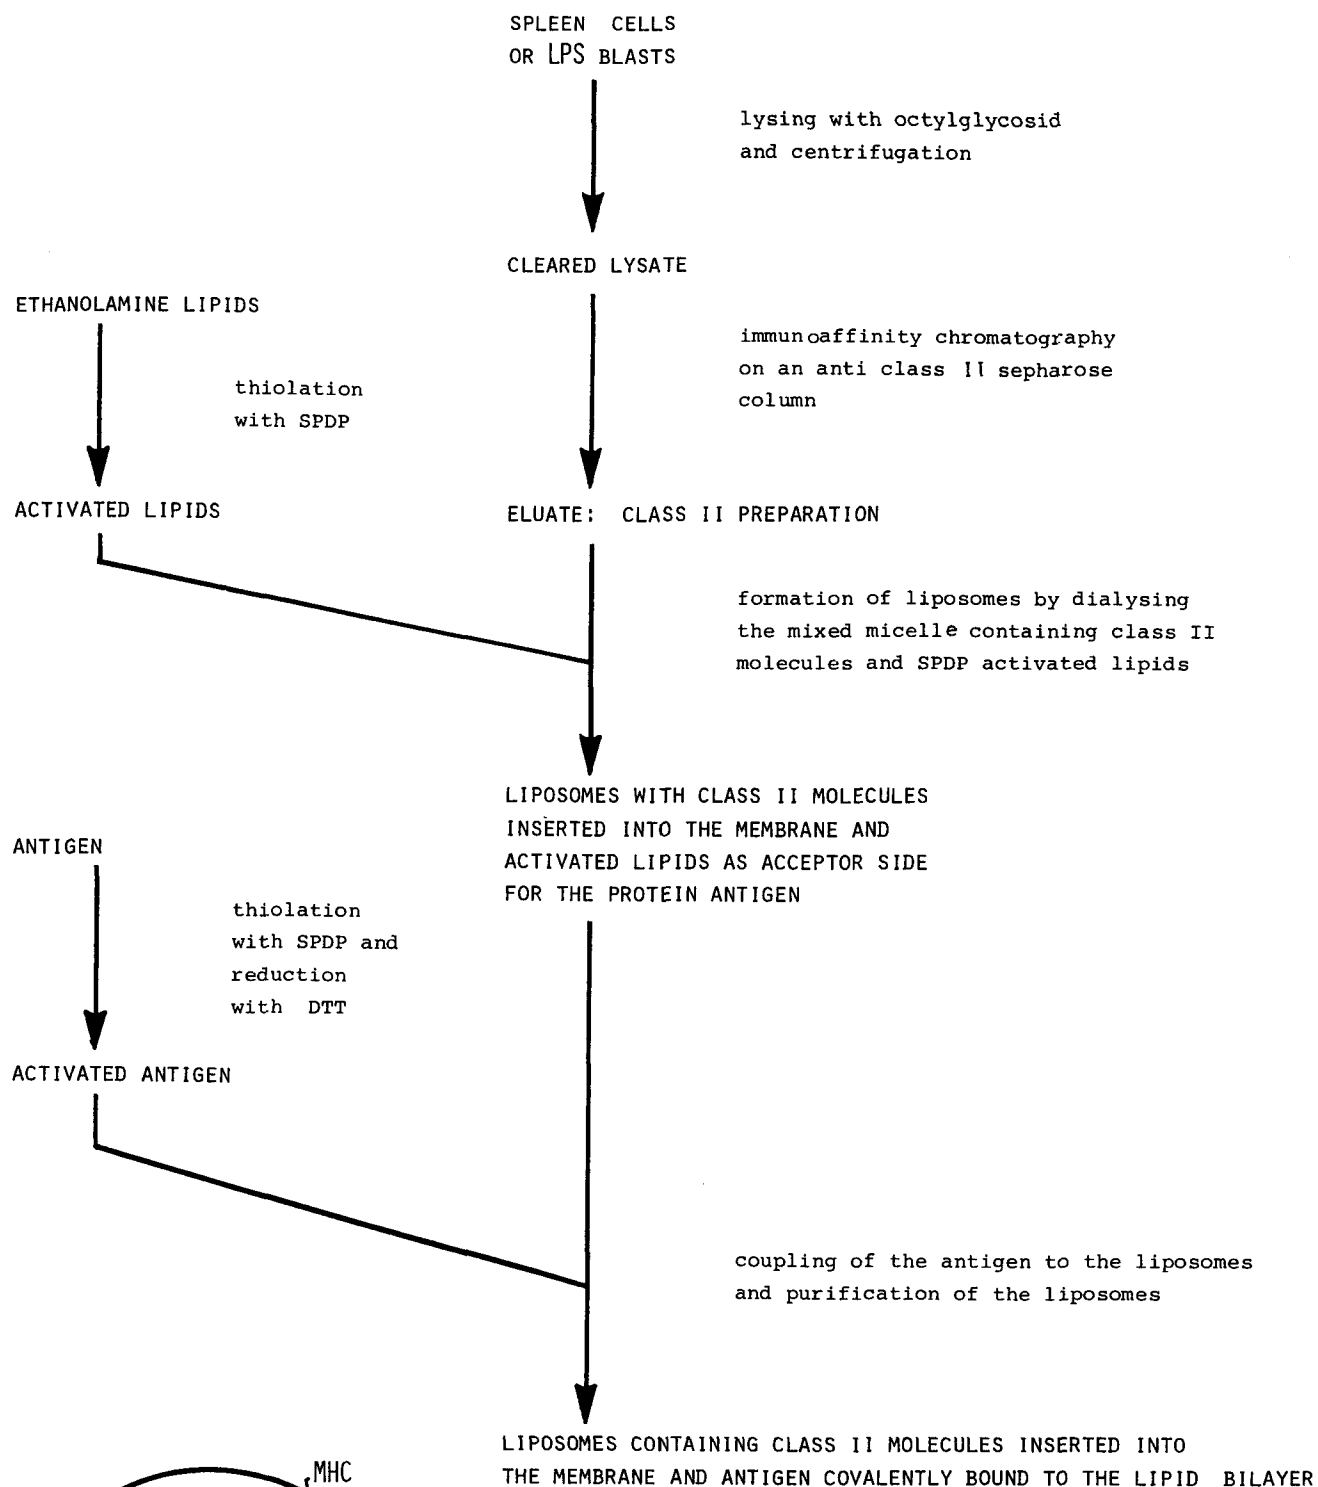 SPLEEN CELLS
OR LPS BLASTS
lysing with octylglycosid
and centrifugation
CLEARED LYSATE
ETHANOLAMINE LIPIDS
immunoaffinity chromatography
on an anti class II sepharose
column
thiolation
with SPDP
ACTIVATED LIPIDS
ELUATE: CLASS II PREPARATION
formation of liposomes by dialysing
the mixed micelle containing class II
molecules and SPDP activated lipids
LIPOSOMES WITH CLASS II MOLECULES
INSERTED INTO THE MEMBRANE AND
ACTIVATED LIPIDS AS ACCEPTOR SIDE
FOR THE PROTEIN ANTIGEN
ANTIGEN
thiolation
with SPDP and
reduction
with DTT
ACTIVATED ANTIGEN
coupling of the antigen to the liposomes
and purification of the liposomes
LIPOSOMES CONTAINING CLASS II MOLECULES INSERTED INTO
THE MEMBRANE AND ANTIGEN COVALENTLY BOUND TO THE LIPID BILAYER
MHC